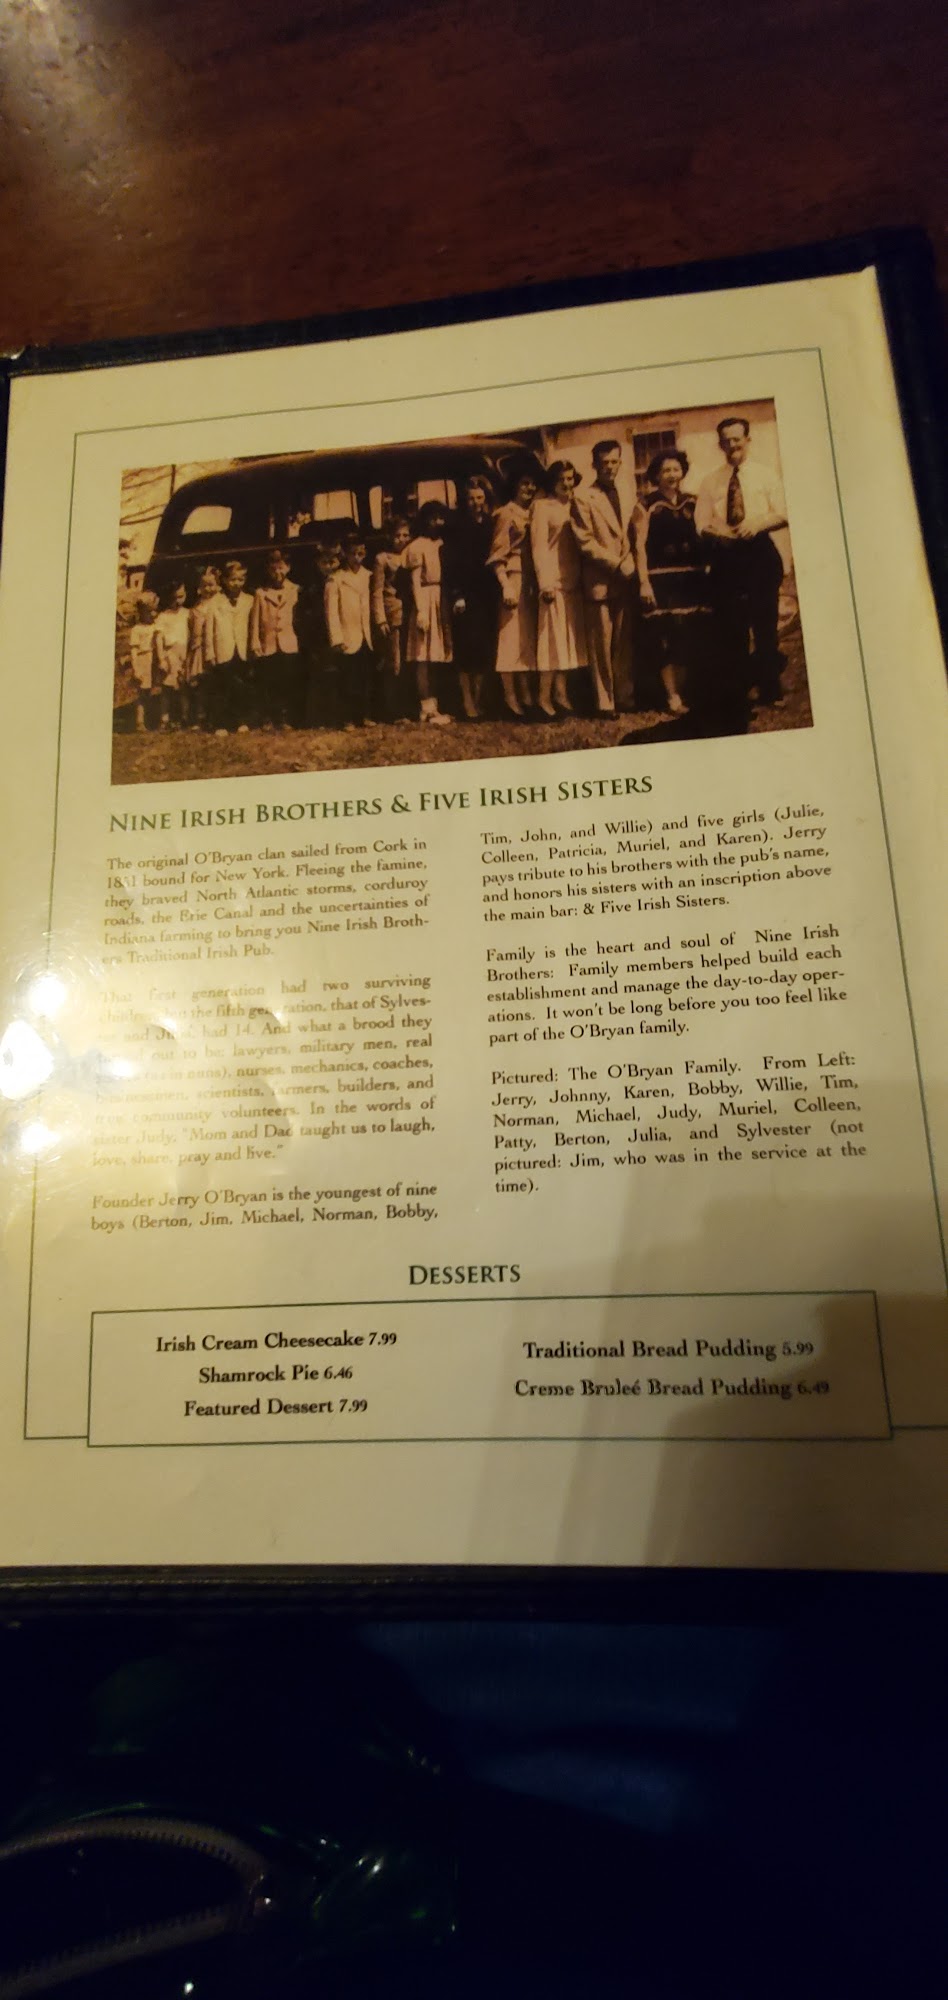 NINE IRISH BROTHERS & FIVE IRISH SISTERS
The original O'Bryan clan sailed from Cork in
1851 bound for New York. Fleeing the famine,
they braved North Atlantic storms, corduroy
roads, the Erie Canal and the uncertainties of
Indiana farming to bring you Nine Irish Broth-
ers Traditional Irish Pub.
That first generation had two surviving
the fifth generation, that of Sylves-
and had 14. And what a brood they
out to be: lawyers, military men, real
nuns), nurses, mechanics, coaches,
scientists, farmers, builders, and
community volunteers. In the words of
sister Judy, "Mom and Dad taught us to laugh,
love, share, pray and live."
Founder Jerry O'Bryan is the youngest of nine
boys (Berton, Jim, Michael, Norman, Bobby,
Tim, John, and Willie) and five girls (Julie,
Colleen, Patricia, Muriel, and Karen). Jerry
pays tribute to his brothers with the pub's name,
and honors his sisters with an inscription above
the main bar: & Five Irish Sisters.
Family is the heart and soul of Nine Irish
Brothers: Family members helped build each
establishment and manage the day-to-day oper-
ations. It won't be long before you too feel like
part of the O'Bryan family.
Pictured: The O'Bryan Family. From Left:
Jerry, Johnny, Karen, Bobby, Willie, Tim,
Norman, Michael, Judy, Muriel, Colleen,
Patty, Berton, Julia, and Sylvester (not
pictured: Jim, who was in the service at the
time).
DESSERTS
Irish Cream Cheesecake 7.99
Shamrock Pie 6.46
Featured Dessert 7.99
Traditional Bread Pudding 5.99
Creme Bruleé Bread Pudding 6.49